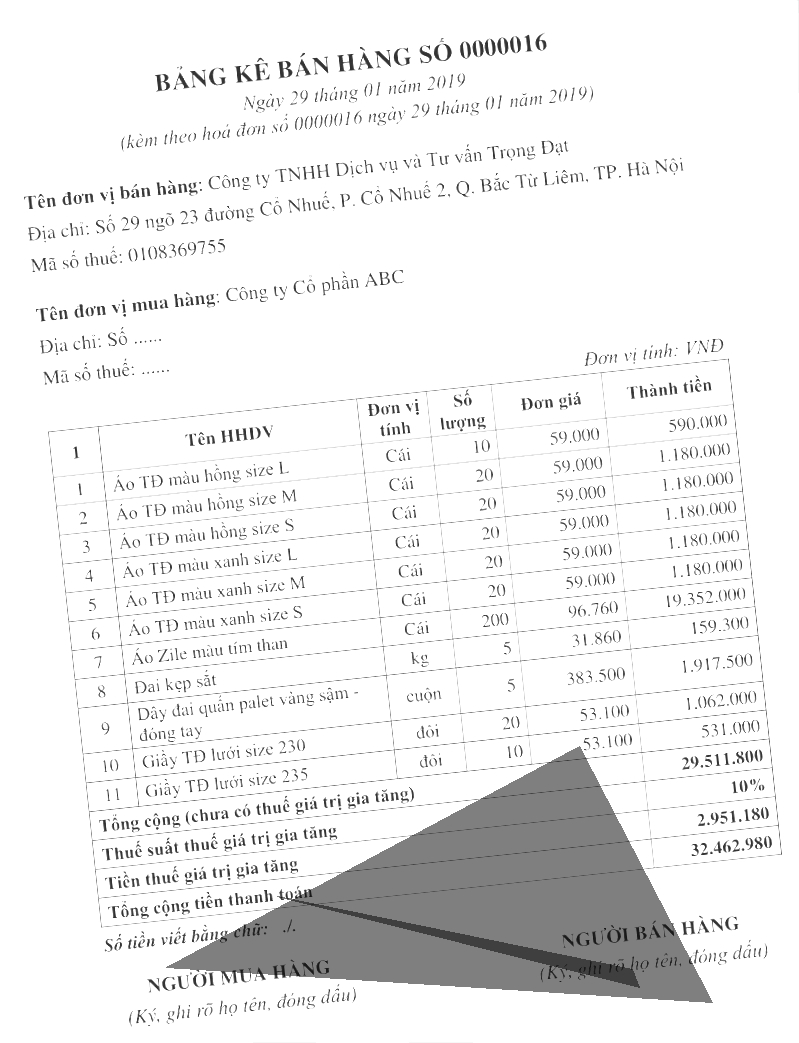 BẢNG KÊ BÁN HÀNG SỐ 0000016
Ngày 29 tháng 01 năm 2019
(kèm theo hoá đơn số 0000016 ngày 29 tháng 01 năm 2019)
Tên đơn vị bán hàng: Công ty TNHH Dịch vụ và Tư vấn Trọng Đạt
Địa chỉ: Số 29 ngõ 23 đường Cổ Nhuế, P. Cổ Nhuế 2, Q. Bắc Từ Liêm, TP. Hà Nội
Mã số thuế: 0108369755
Tên đơn vị mua hàng: Công ty Cổ phần ABC
Địa chỉ: Số ......
Mã số thuế: ......
Đơn vị tính: VNĐ
1 Tên HHDV Đơn vị tính Số lượng Đơn giá Thành tiền
1 Áo TĐ màu hồng size L Cái 10 59.000 590.000
2 Áo TĐ màu hồng size M Cái 20 59.000 1.180.000
3 Áo TĐ màu hồng size S Cái 20 59.000 1.180.000
4 Áo TĐ màu xanh size L Cái 20 59.000 1.180.000
5 Áo TĐ màu xanh size M Cái 20 59.000 1.180.000
6 Áo TĐ màu xanh size S Cái 20 59.000 1.180.000
7 Áo Zile màu tím than Cái 200 96.760 19.352.000
8 Đai kẹp sắt kg 5 31.860 159.300
9 Dây đai quấn palet vàng sậm - cuộn 5 383.500 1.917.500
đóng tay
10 Giầy TĐ lưới size 230 đôi 20 53.100 1.062.000
11 Giầy TĐ lưới size 235 đôi 10 53.100 531.000
Tổng cộng (chưa có thuế giá trị gia tăng) 29.511.800
Thuế suất thuế giá trị gia tăng 10%
Tiền thuế giá trị gia tăng 2.951.180
Tổng cộng tiền thanh toán 32.462.980
Số tiền viết bằng chữ: ./.
NGƯỜI MUA HÀNG NGƯỜI BÁN HÀNG
(Ký, ghi rõ họ tên, đóng dấu) (Ký, ghi rõ họ tên, đóng dấu)